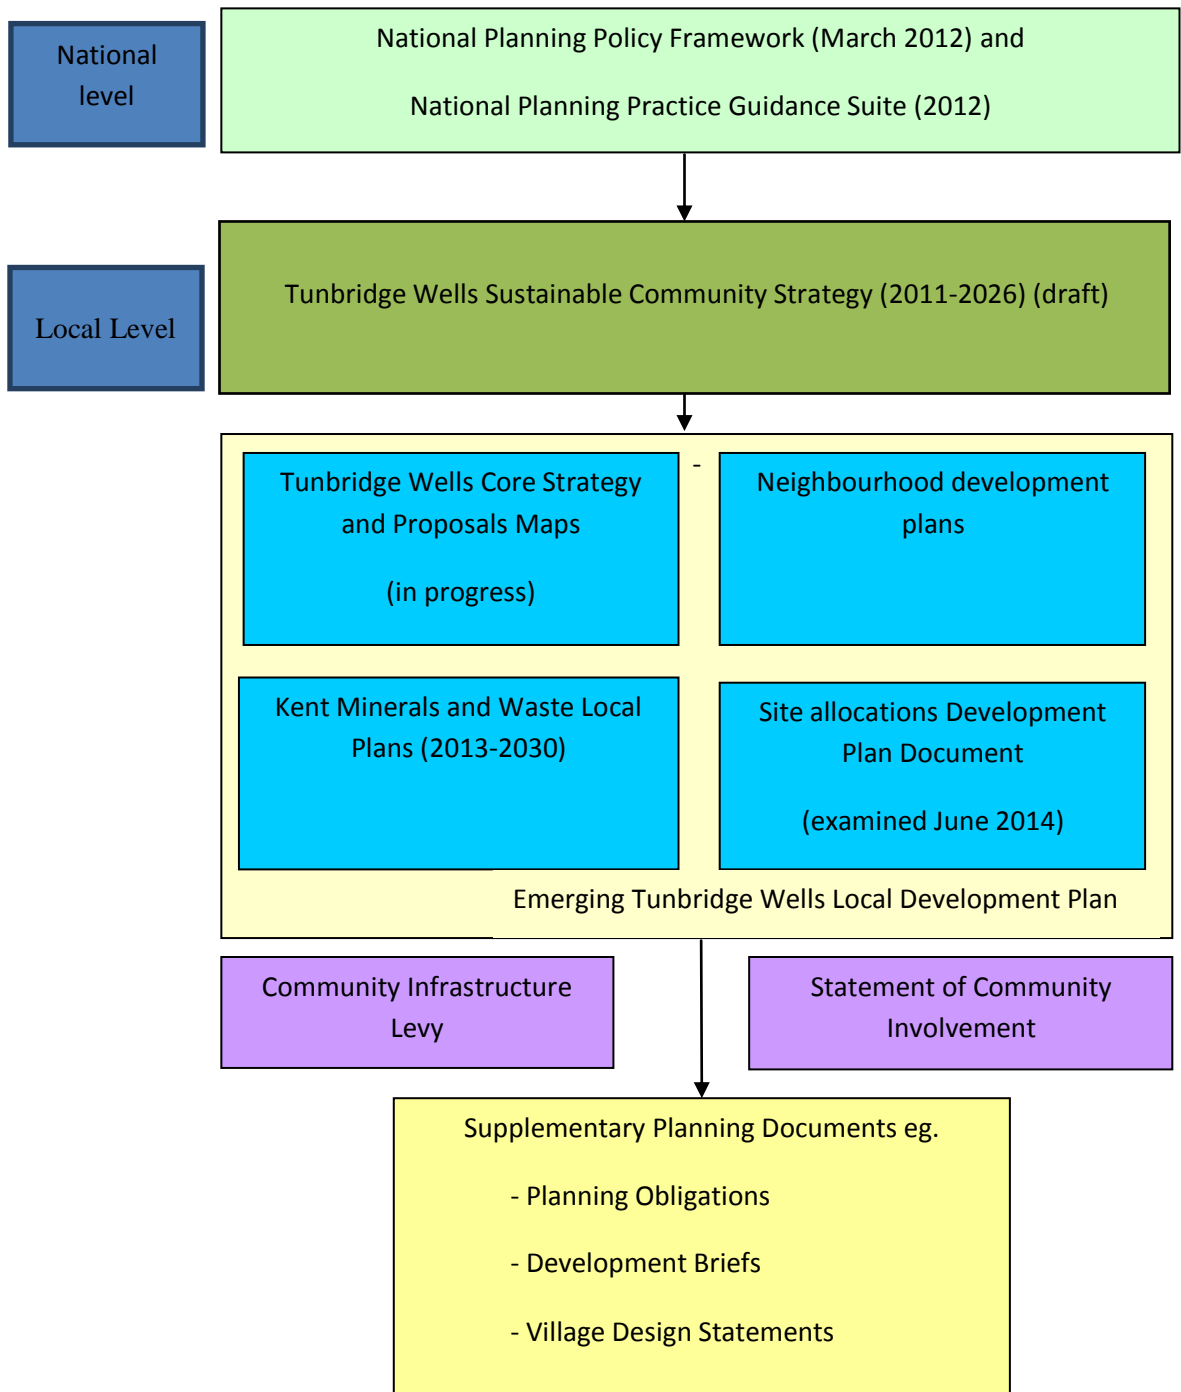 National
level
National Planning Policy Framework (March 2012) and
National Planning Practice Guidance Suite (2012)
Local Level
Tunbridge Wells Sustainable Community Strategy (2011-2026) (draft)
-
Tunbridge Wells Core Strategy
and Proposals Maps
(in progress)
Neighbourhood development
plans
Kent Minerals and Waste Local
Plans (2013-2030)
Site allocations Development
Plan Document
(examined June 2014)
Emerging Tunbridge Wells Local Development Plan
Community Infrastructure
Levy
Statement of Community
Involvement
Supplementary Planning Documents eg.
- Planning Obligations
- Development Briefs
- Village Design Statements